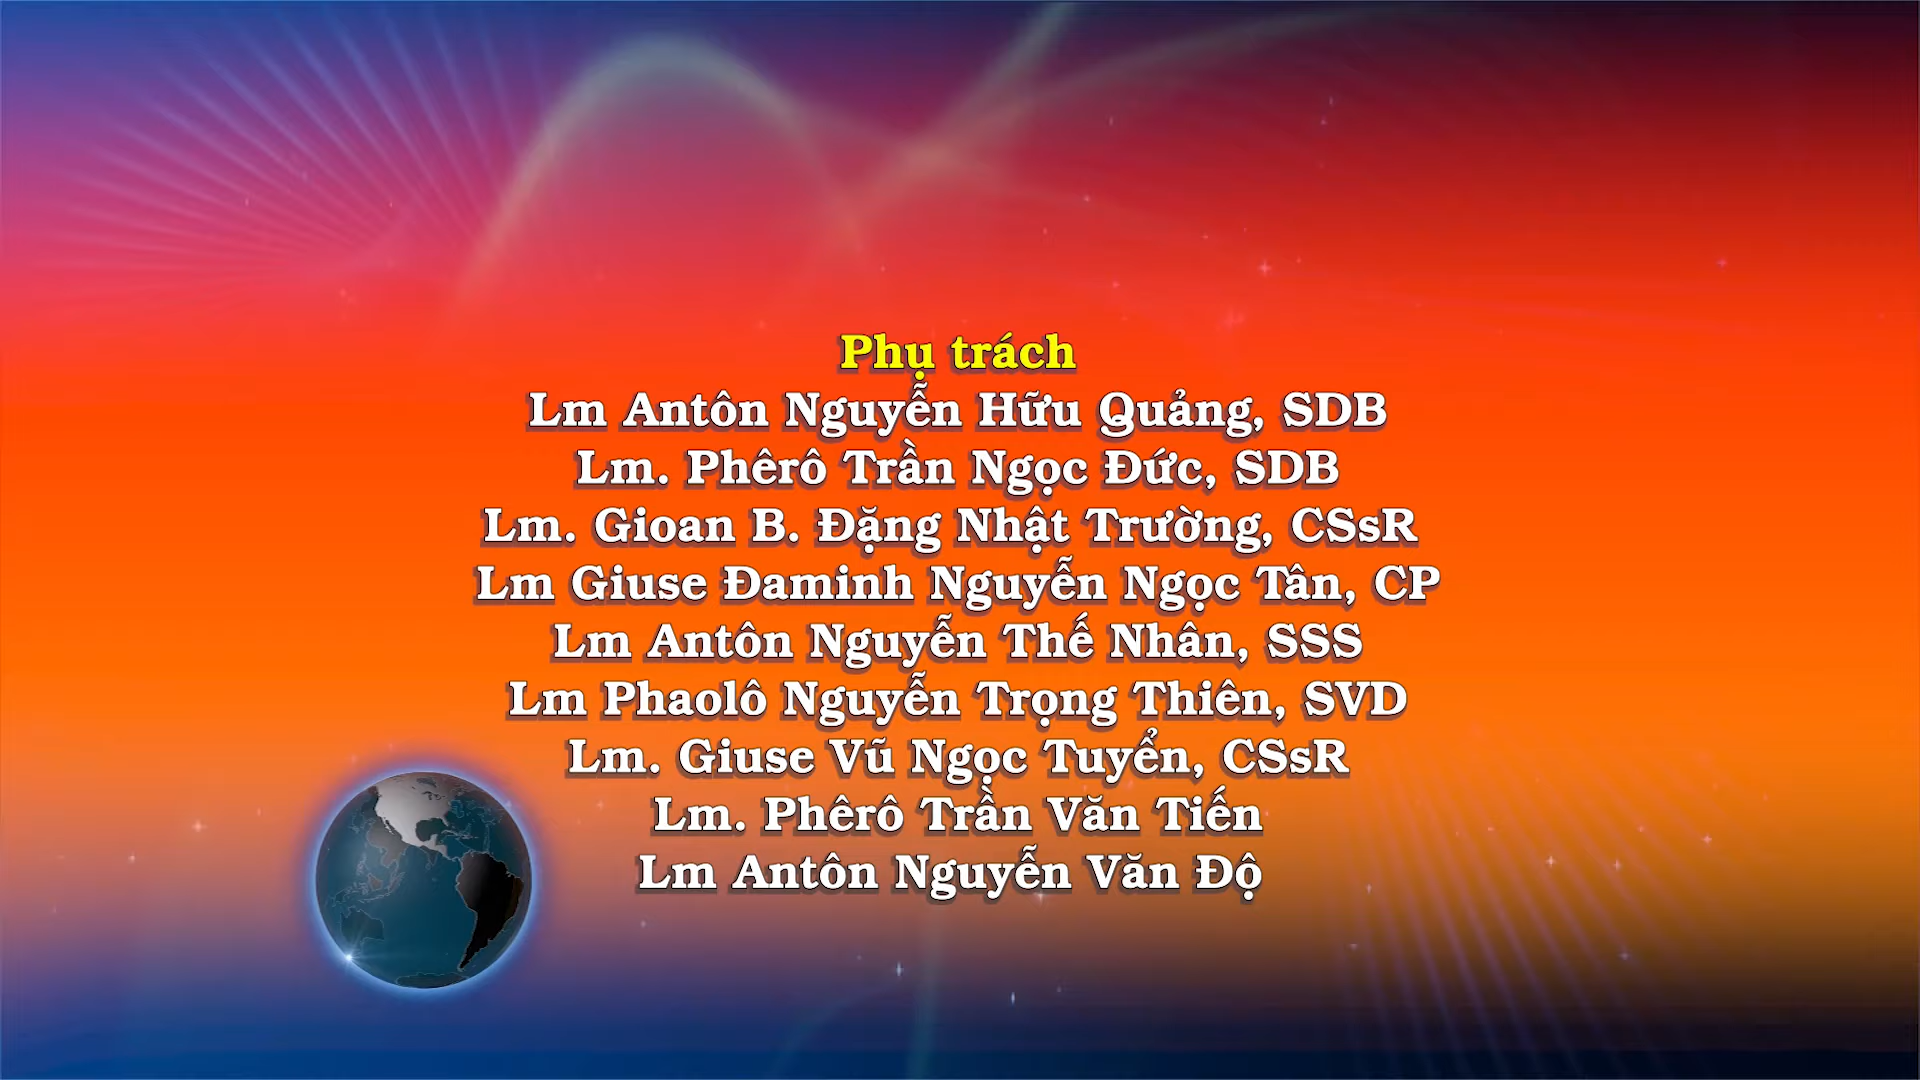 Phụ trách
Lm Antôn Nguyễn Hữu Quảng, SDB
Lm. Phêrô Trần Ngọc Đức, SDB
Lm. Gioan B. Đặng Nhật Trường, CSsR
Lm Giuse Đaminh Nguyễn Ngọc Tân, CP
Lm Antôn Nguyễn Thế Nhân, SSS
Lm Phaolô Nguyễn Trọng Thiên, SVD
Lm. Giuse Vũ Ngọc Tuyển, CSsR
Lm. Phêrô Trần Văn Tiến
Lm Antôn Nguyễn Văn Độ